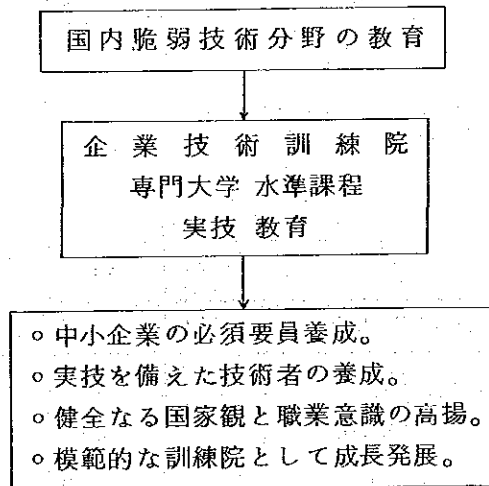 国内脆弱技術分野の教育
企業技術訓練院
専門大学 水準課程
実技 教育
○ 中小企業の必須要員養成。
○ 実技を備えた技術者の養成。
○ 健全なる国家観と職業意識の高揚。
○ 模範的な訓練院として成長発展。